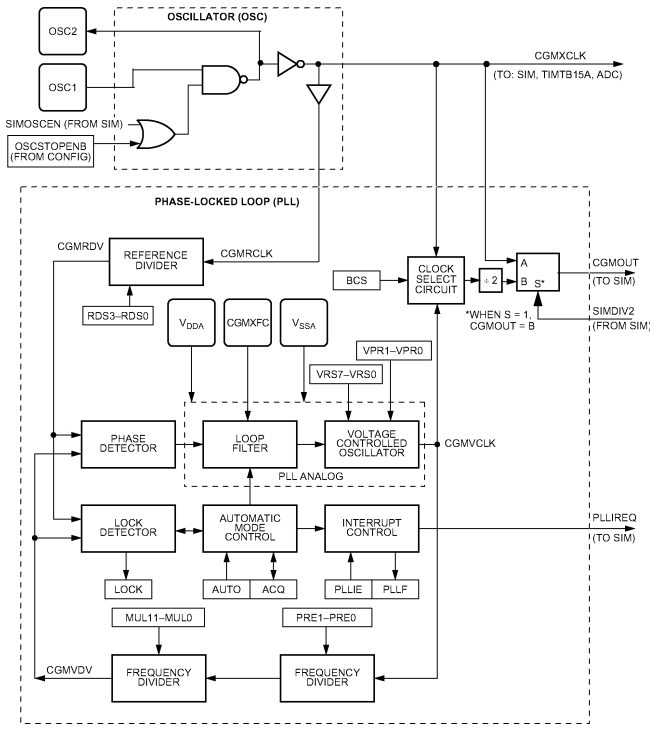 OSCILLATOR (OSC)
OSC2
CGMXCLK
(TO: SIM, TIMTB15A, ADC)
OSC1
SIMOSCEN (FROM SIM)
OSCSTOPENB
(FROM CONFIG)
PHASE-LOCKED LOOP (PLL)
CGMRDV
REFERENCE
DIVIDER
CGMRCLK
BCS
CLOCK
SELECT
CIRCUIT
÷ 2
A
B S*
CGMOUT
(TO SIM)
*WHEN S = 1,
CGMOUT = B
SIMDIV2
(FROM SIM)
RDS3–RDS0
VDDA
CGMXFC
VSSA
VPR1–VPR0
VRS7–VRS0
PHASE
DETECTOR
LOOP
FILTER
VOLTAGE
CONTROLLED
OSCILLATOR
CGMVCLK
PLL ANALOG
LOCK
DETECTOR
AUTOMATIC
MODE
CONTROL
INTERRUPT
CONTROL
PLLIREQ
(TO SIM)
LOCK
AUTO
ACQ
PLLIE
PLLF
MUL11–MUL0
PRE1–PRE0
CGMVDV
FREQUENCY
DIVIDER
FREQUENCY
DIVIDER